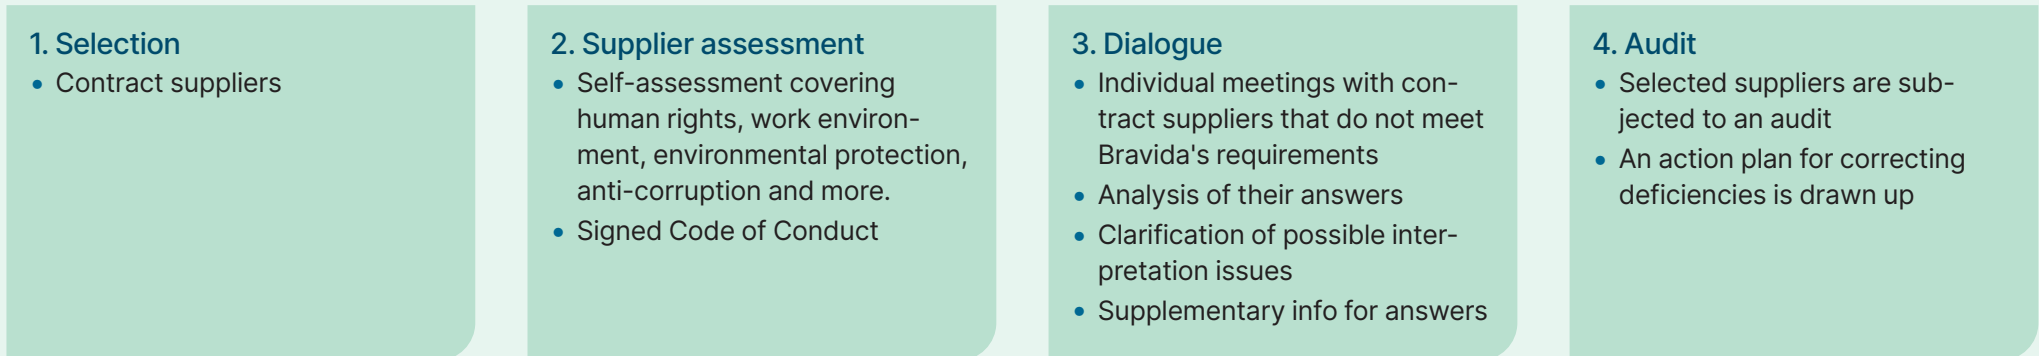 1. Selection
• Contract suppliers
2. Supplier assessment
• Self-assessment covering
human rights, work environ-
ment, environmental protection,
anti-corruption and more.
• Signed Code of Conduct
3. Dialogue
• Individual meetings with con-
tract suppliers that do not meet
Bravida's requirements
• Analysis of their answers
• Clarification of possible inter-
pretation issues
• Supplementary info for answers
4. Audit
• Selected suppliers are sub-
jected to an audit
• An action plan for correcting
deficiencies is drawn up